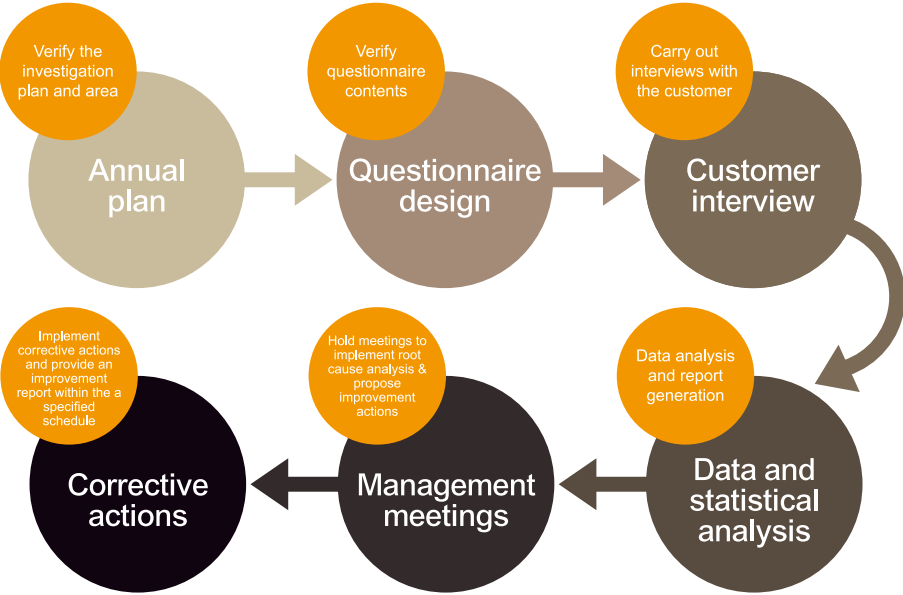 Verify the
investigation
plan and area
Annual
plan
Verify
questionnaire
contents
Questionnaire
design
Carry out
interviews with
the customer
Customer
interview
Data analysis
and report
generation
Data and
statistical
analysis
Hold meetings to
implement root
cause analysis &
propose
improvement
actions
Management
meetings
Implement
corrective actions
and provide an
improvement
report within the a
specified
schedule
Corrective
actions